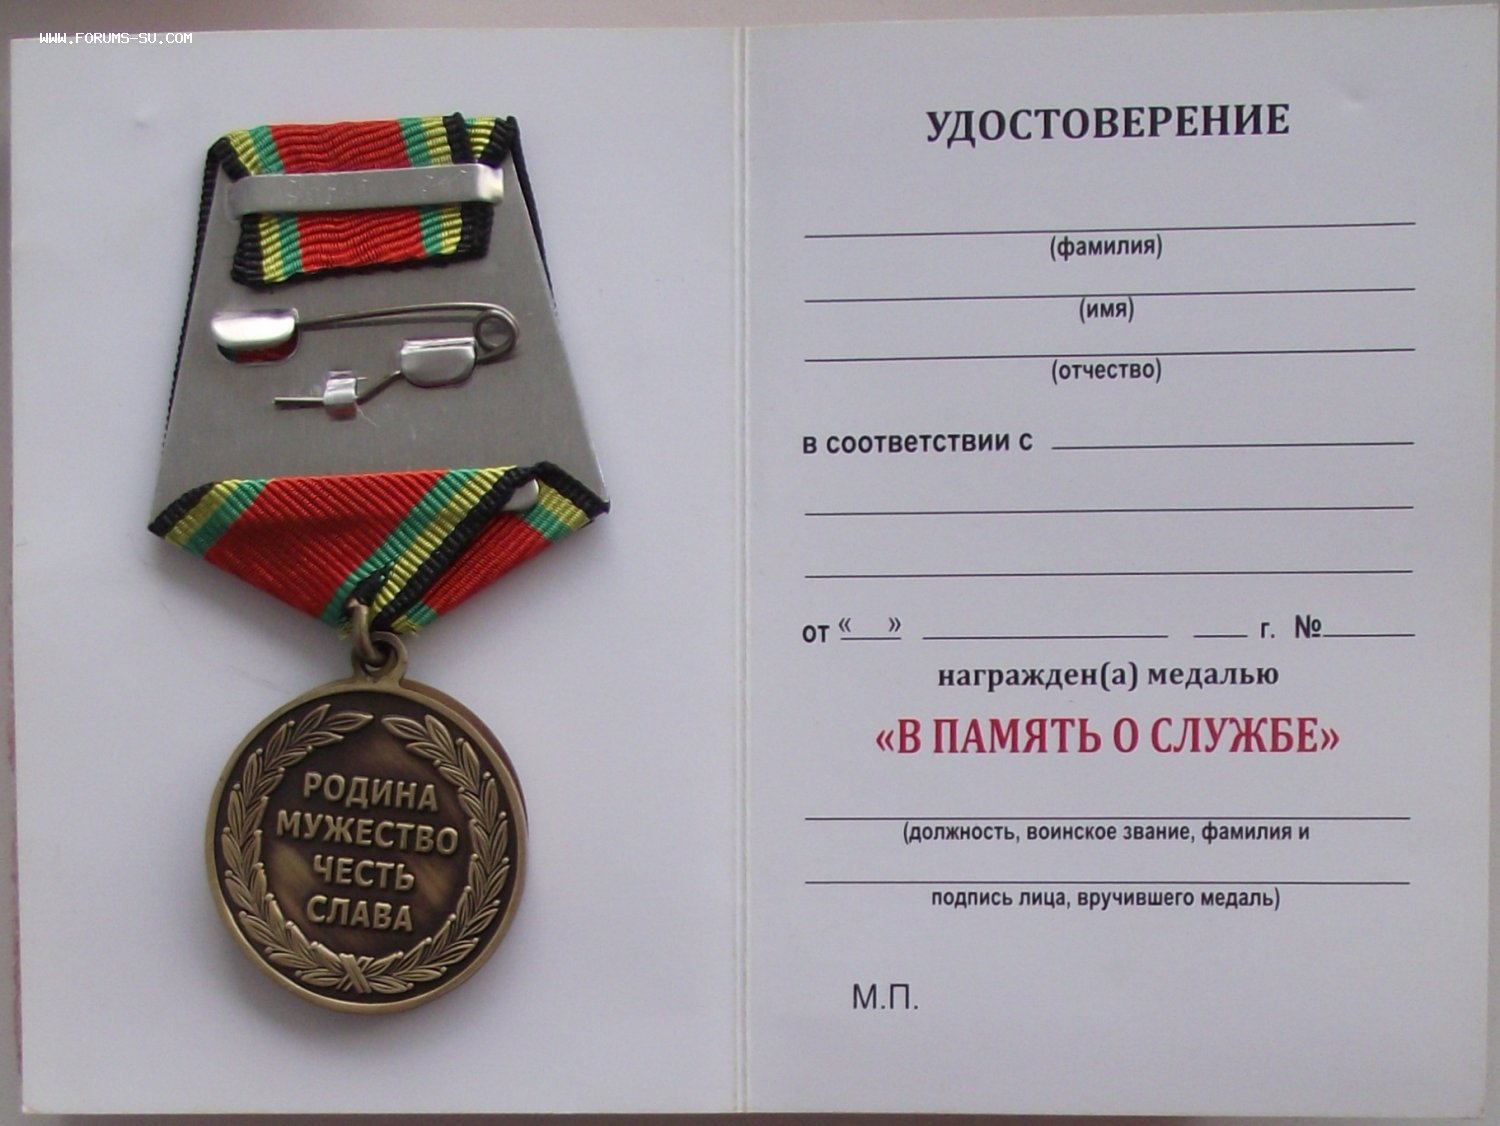 WWW.FORUMS-SU.COM
РОДИНА
МУЖЕСТВО
ЧЕСТЬ
СЛАВА
УДОСТОВЕРЕНИЕ
(фамилия)
(имя)
(отчество)
в соответствии с
от « » г. №
награжден(а) медалью
«В ПАМЯТЬ О СЛУЖБЕ»
(должность, воинское звание, фамилия и
подпись лица, вручившего медаль)
М.П.